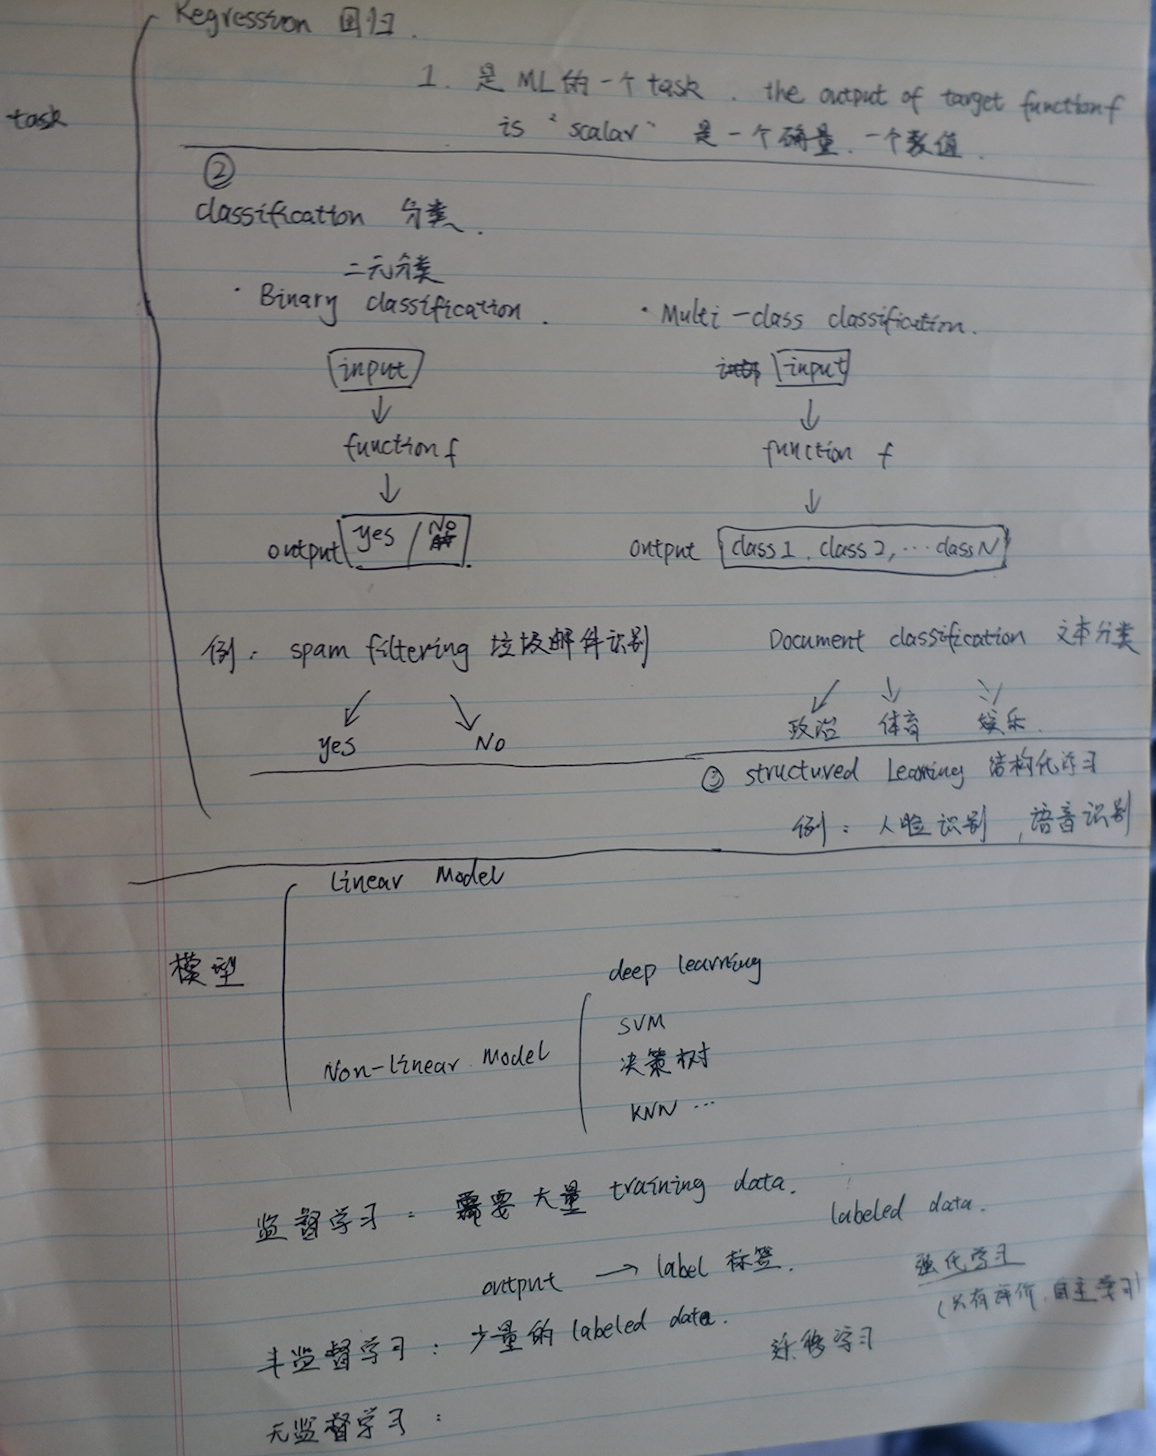 Regression 回归.
task
1. 是 ML 的一个 task. the output of target function f
is "scalar" 是一个确量、一个数值.
②
classification 分类.
二元分类
· Binary classification.
· Multi-class classification.
input
input
function f
function f
output yes / No
output class 1, class 2, ... class N
例. spam filtering 垃圾邮件识别
Document classification 文本分类
yes No
政治 体育 娱乐.
③ structured Learning 结构化学习
例: 人脸识别, 语音识别
Linear Model
模型
deep learning
SVM
Non-linear Model
决策树
KNN ...
监督学习: 需要大量 training data.
labeled data.
output → label 标签.
强化学习
(只有评价, 自主学习)
半监督学习: 少量的 labeled data.
迁移学习
无监督学习: